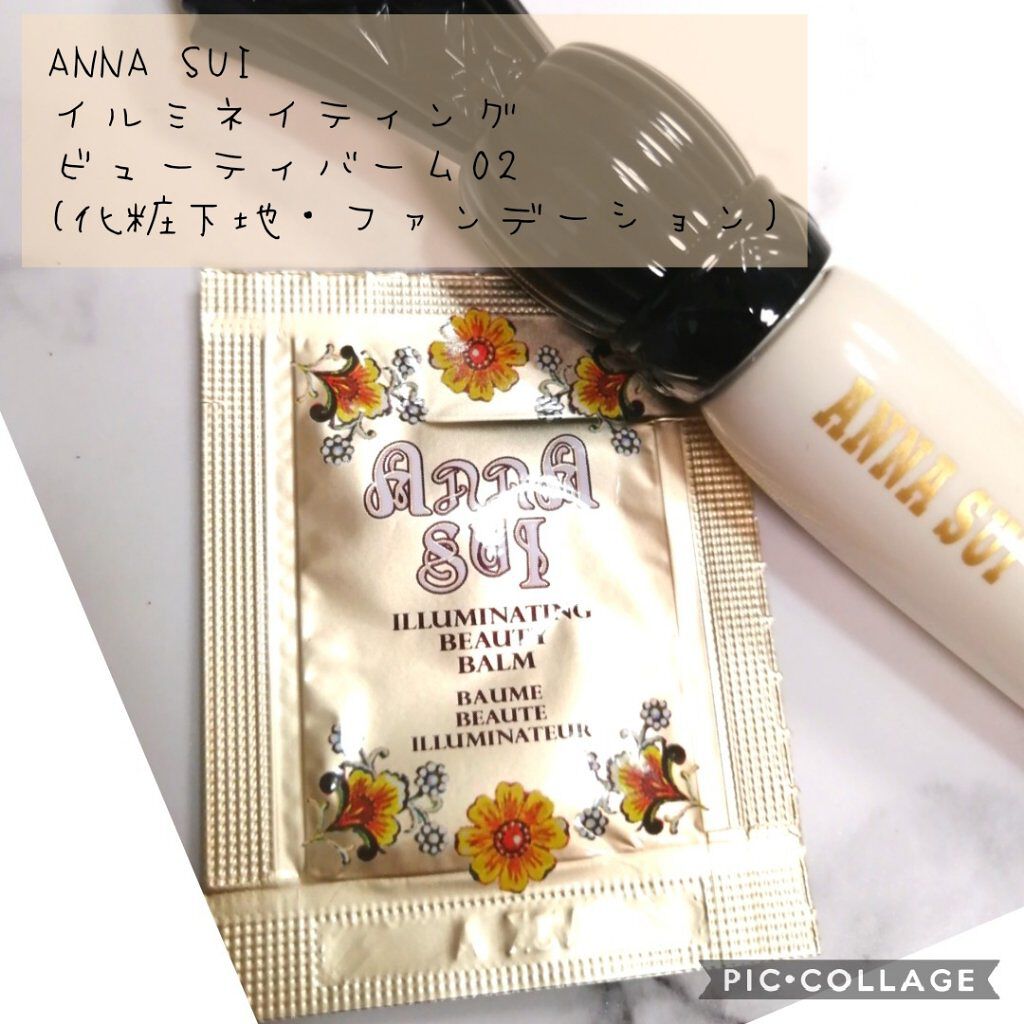 ANNA SUI
イルミネイティング
ビューティバーム02
(化粧下地・ファンデーション)
ANNA
SUI
ILLUMINATING
BEAUTY
BALM
BAUME
BEAUTE
ILLUMINATEUR
ANNA SUI
PIC•COLLAGE